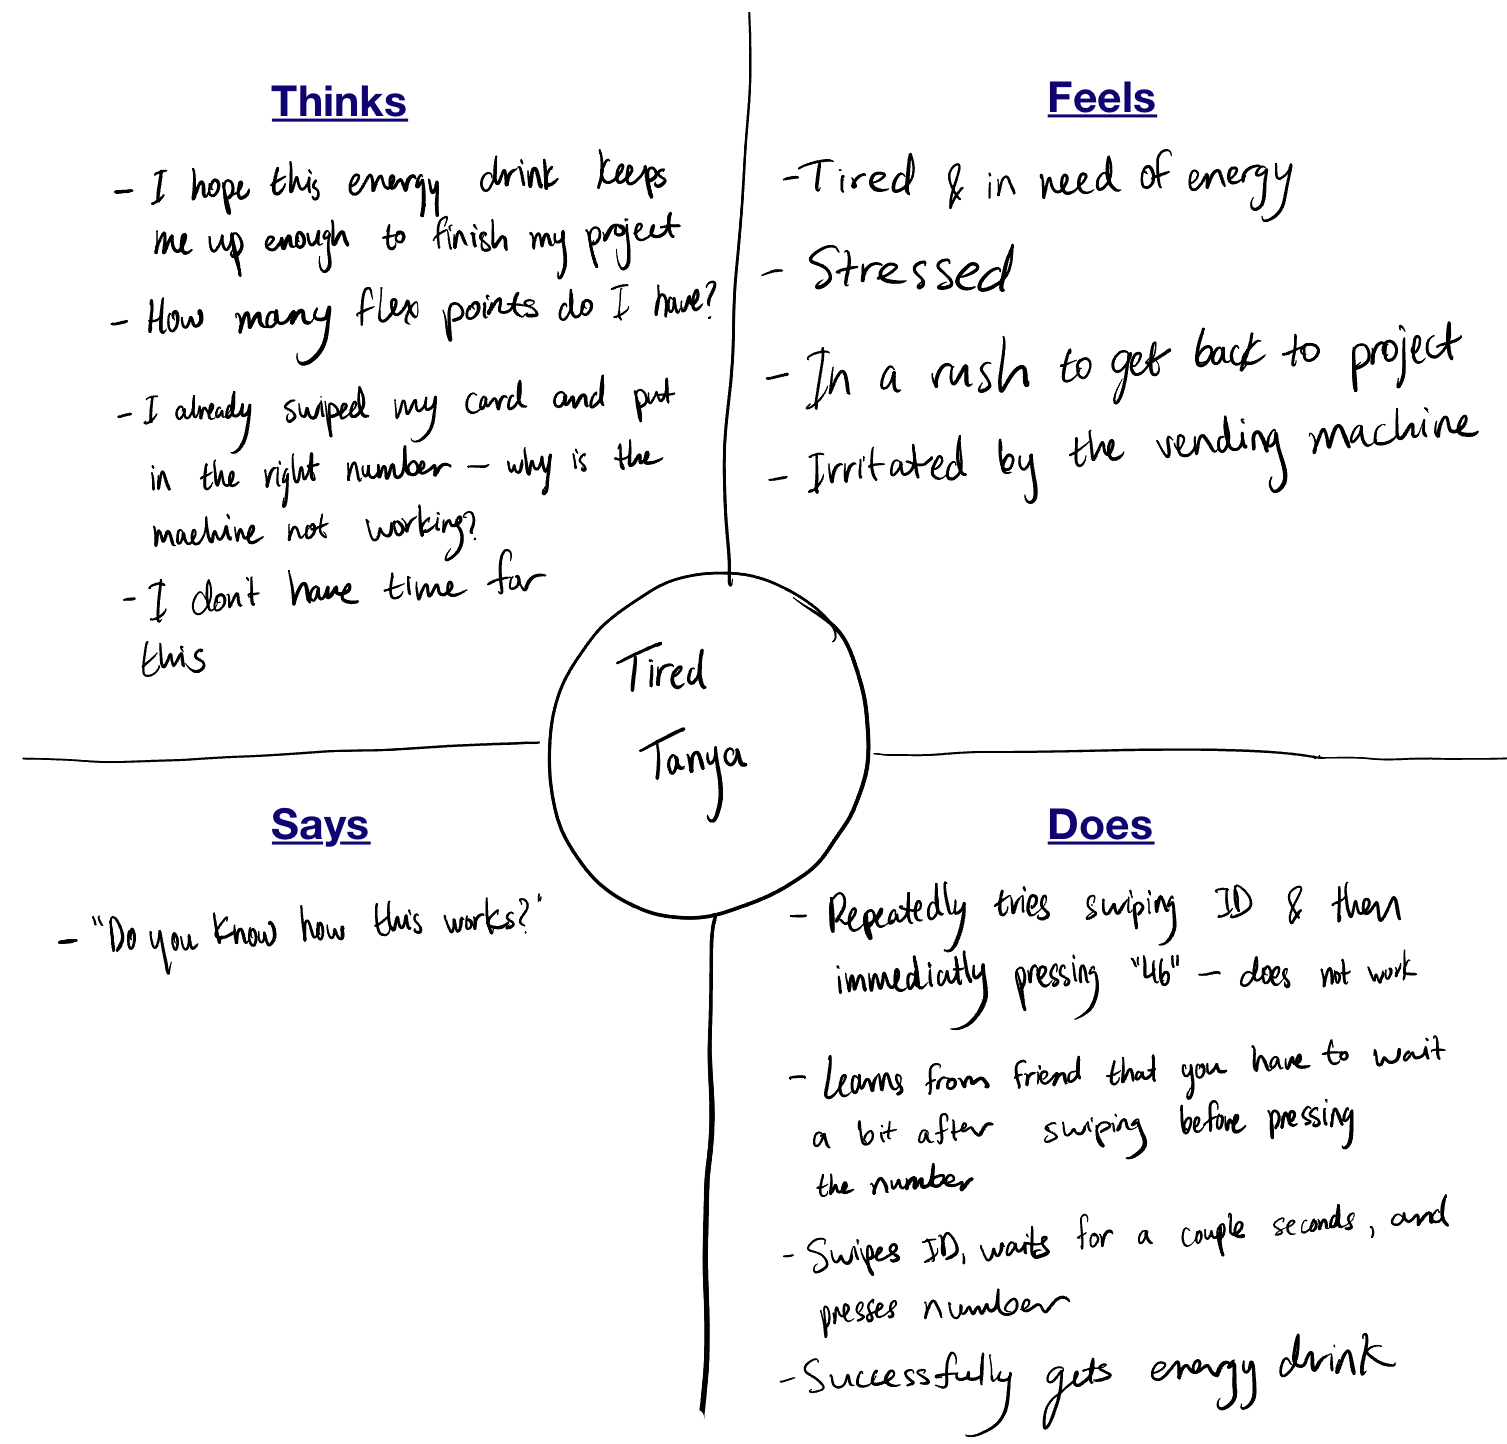 Thinks
- I hope this energy drink keeps
me up enough to finish my project
- How many flex points do I have?
- I already swiped my card and put
in the right number – why is the
machine not working?
- I don't have time for
this
Feels
- Tired & in need of energy
- Stressed
- In a rush to get back to project
- Irritated by the vending machine
Tired
Tanya
Says
- "Do you know how this works?"
Does
- Repeatedly tries swiping ID & then
immediatly pressing "46" – does not work
- Learns from friend that you have to wait
a bit after swiping before pressing
the number
- Swipes ID, waits for a couple seconds, and
presses number
- Successfully gets energy drink